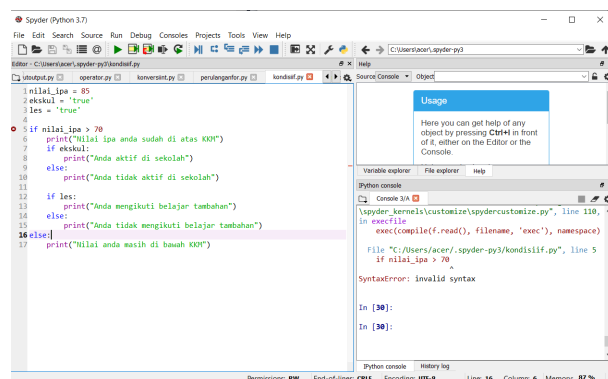 Spyder (Python 3.7)
File Edit Search Source Run Debug Consoles Projects Tools View Help
C:\Users\acer\.spyder-py3
Editor - C:\Users\acer\.spyder-py3\kondisiif.py
utoutput.py operator.py konversiint.py perulanganfor.py kondisiif.py
1 nilai_ipa = 85
2 ekskul = 'true'
3 les = 'true'
4
5 if nilai_ipa > 70
6 print("Nilai ipa anda sudah di atas KKM")
7 if ekskul:
8 print("Anda aktif di sekolah")
9 else:
10 print("Anda tidak aktif di sekolah")
11
12 if les:
13 print("Anda mengikuti belajar tambahan")
14 else:
15 print("Anda tidak mengikuti belajar tambahan")
16 else:
17 print("Nilai anda masih di bawah KKM")
Help
Source Console Object
Usage
Here you can get help of any
object by pressing Ctrl+I in front
of it, either on the Editor or the
Console.
Variable explorer File explorer Help
IPython console
Console 3/A
\spyder_kernels\customize\spydercustomize.py", line 110,
in execfile
exec(compile(f.read(), filename, 'exec'), namespace)
File "C:/Users/acer/.spyder-py3/kondisiif.py", line 5
if nilai_ipa > 70
^
SyntaxError: invalid syntax
In [30]:
In [30]:
IPython console History log
Permissions: RW End-of-lines: CRLF Encoding: UTF-8 Line: 16 Column: 6 Memory: 87 %